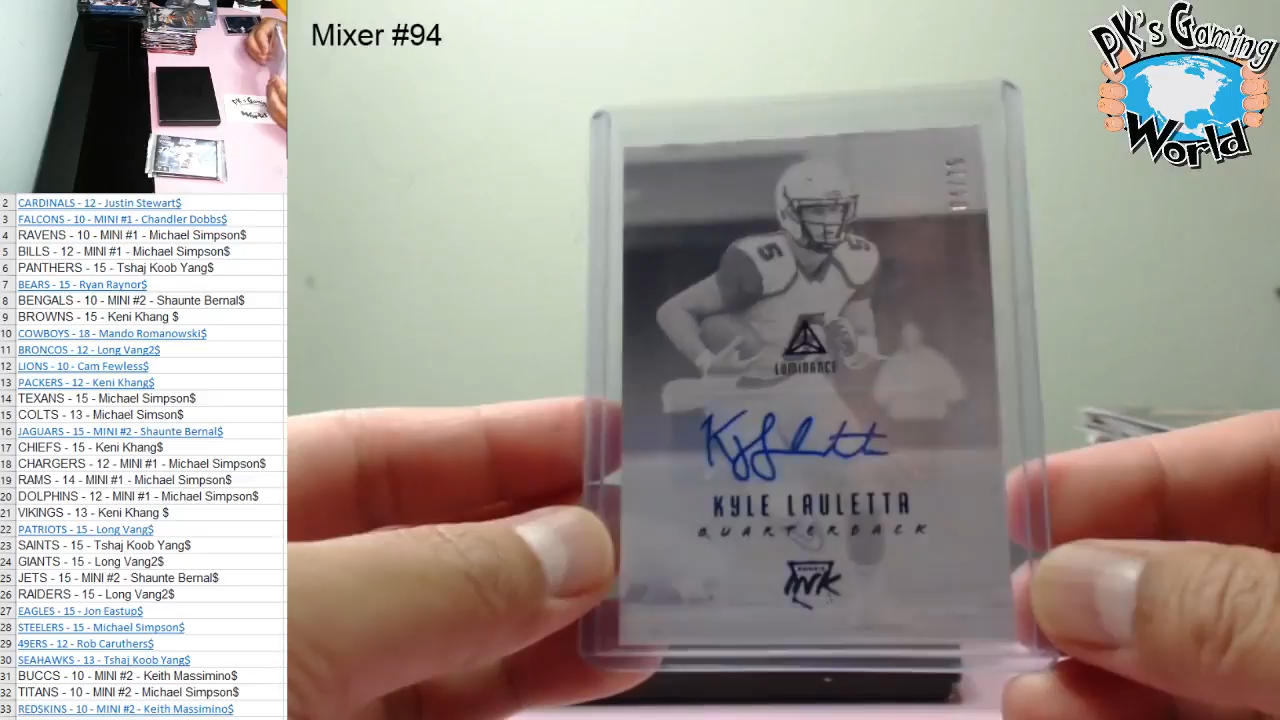 Mixer #94
PK's Gaming
World
2 CARDINALS - 12 - Justin Stewart$
3 FALCONS - 10 - MINI #1 - Chandler Dobbs$
4 RAVENS - 10 - MINI #1 - Michael Simpson$
5 BILLS - 12 - MINI #1 - Michael Simpson$
6 PANTHERS - 15 - Tshaj Koob Yang$
7 BEARS - 15 - Ryan Raynor$
8 BENGALS - 10 - MINI #2 - Shaunte Bernal$
9 BROWNS - 15 - Keni Khang $
10 COWBOYS - 18 - Mando Romanowski$
11 BRONCOS - 12 - Long Vang2$
12 LIONS - 10 - Cam Fewless$
13 PACKERS - 12 - Keni Khang$
14 TEXANS - 15 - Michael Simpson$
15 COLTS - 13 - Michael Simson$
16 JAGUARS - 15 - MINI #2 - Shaunte Bernal$
17 CHIEFS - 15 - Keni Khang$
18 CHARGERS - 12 - MINI #1 - Michael Simpson$
19 RAMS - 14 - MINI #1 - Michael Simpson$
20 DOLPHINS - 12 - MINI #1 - Michael Simpson$
21 VIKINGS - 13 - Keni Khang $
22 PATRIOTS - 15 - Long Vang$
23 SAINTS - 15 - Tshaj Koob Yang$
24 GIANTS - 15 - Long Vang2$
25 JETS - 15 - MINI #2 - Shaunte Bernal$
26 RAIDERS - 15 - Long Vang2$
27 EAGLES - 15 - Jon Eastup$
28 STEELERS - 15 - Michael Simpson$
29 49ERS - 12 - Rob Caruthers$
30 SEAHAWKS - 13 - Tshaj Koob Yang$
31 BUCCS - 10 - MINI #2 - Keith Massimino$
32 TITANS - 10 - MINI #2 - Michael Simpson$
33 REDSKINS - 10 - MINI #2 - Keith Massimino$
5 5
LUMINANCE
KYLE LAULETTA
QUARTERBACK
INK